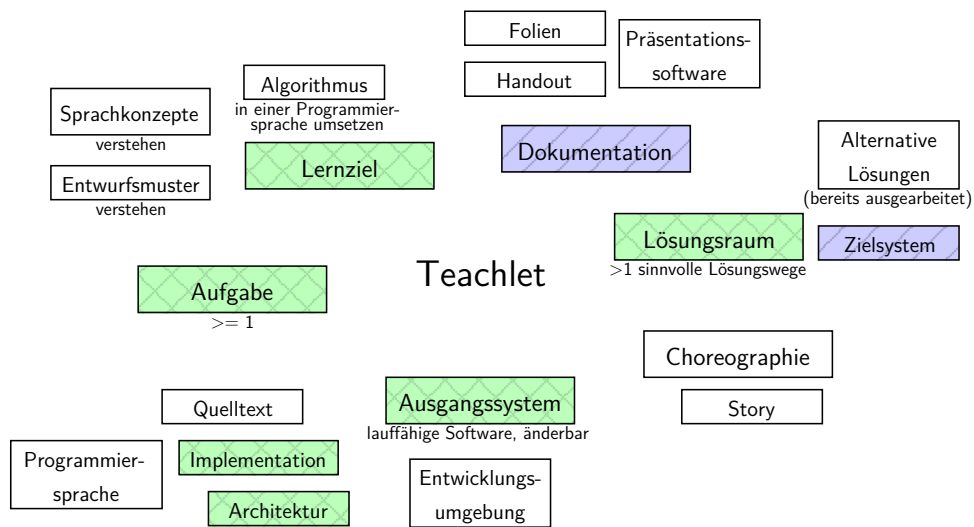 Folien
Präsentations-
software
Handout
Algorithmus
in einer Programmier-
sprache umsetzen
Sprachkonzepte
verstehen
Lernziel
Dokumentation
Entwurfsmuster
verstehen
Alternative
Lösungen
(bereits ausgearbeitet)
Lösungsraum
>1 sinnvolle Lösungswege
Zielsystem
Teachlet
Aufgabe
>= 1
Choreographie
Story
Quelltext
Ausgangssystem
lauffähige Software, änderbar
Programmier-
sprache
Implementation
Architektur
Entwicklungs-
umgebung